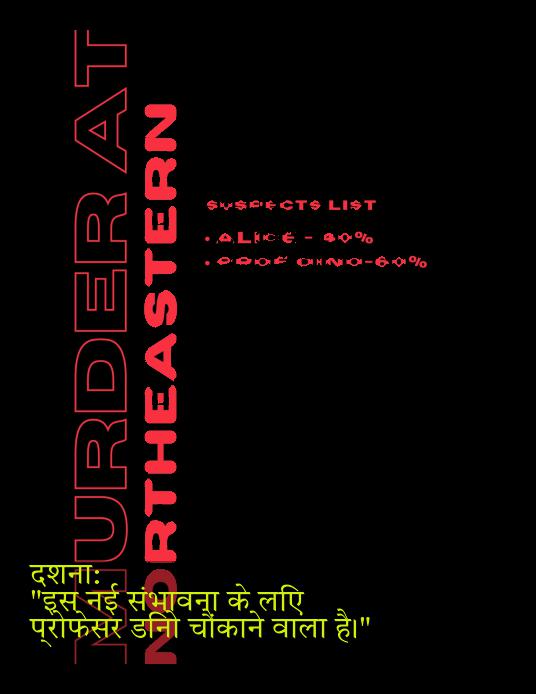 MURDER AT
NORTHEASTERN
SUSPECTS LIST
• ALICE - 40%
• PROF DINO-60%
दशना:
"इस नई संभावना के लिए
प्रोफेसर डिनो चौंकाने वाला है।"